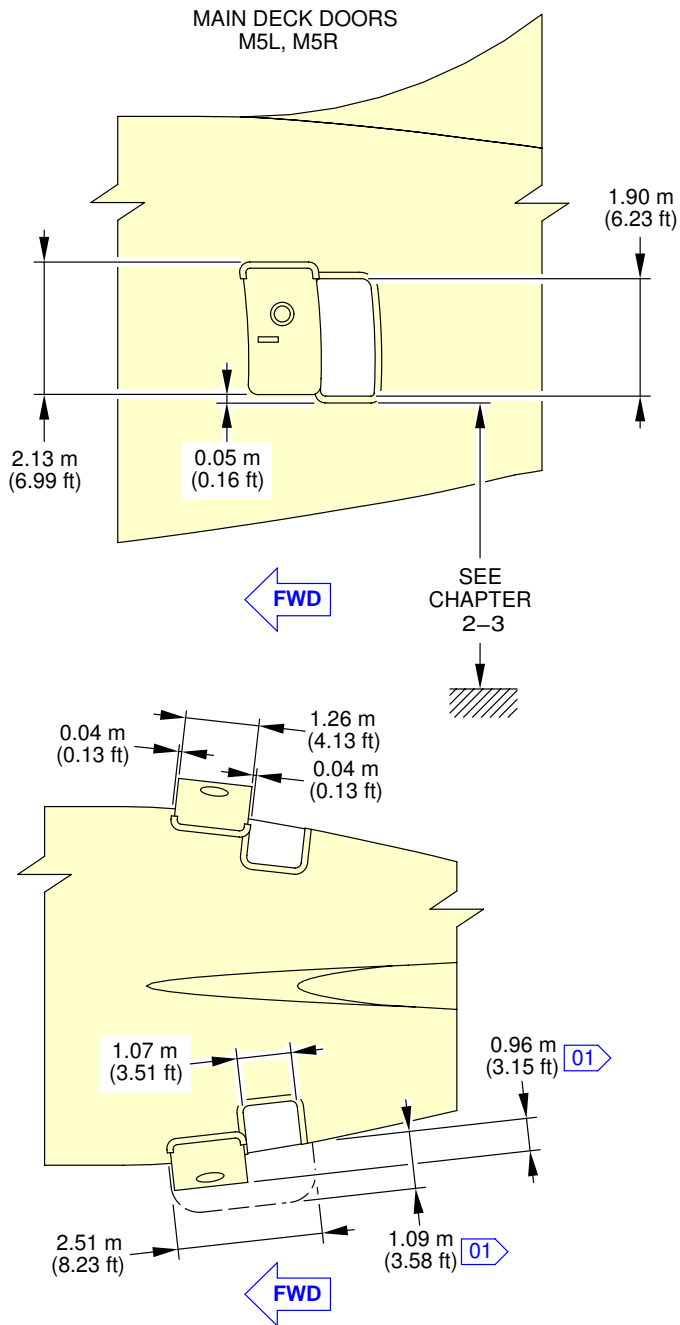 MAIN DECK DOORS
M5L, M5R
1.90 m
(6.23 ft)
2.13 m
(6.99 ft)
0.05 m
(0.16 ft)
SEE
CHAPTER
2−3
FWD
0.04 m
(0.13 ft)
1.26 m
(4.13 ft)
0.04 m
(0.13 ft)
1.07 m
(3.51 ft)
0.96 m
(3.15 ft) 01
2.51 m
(8.23 ft)
1.09 m
(3.58 ft) 01
FWD